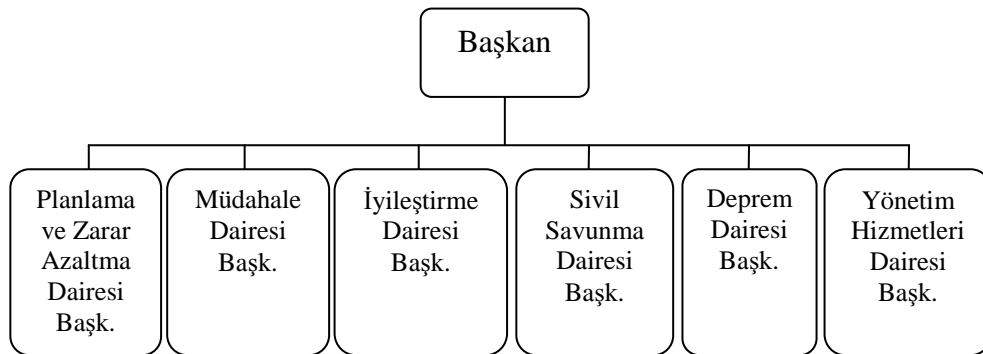 Başkan
Planlama
ve Zarar
Azaltma
Dairesi
Başk.
Müdahale
Dairesi
Başk.
İyileştirme
Dairesi
Başk.
Sivil
Savunma
Dairesi
Başk.
Deprem
Dairesi
Başk.
Yönetim
Hizmetleri
Dairesi
Başk.